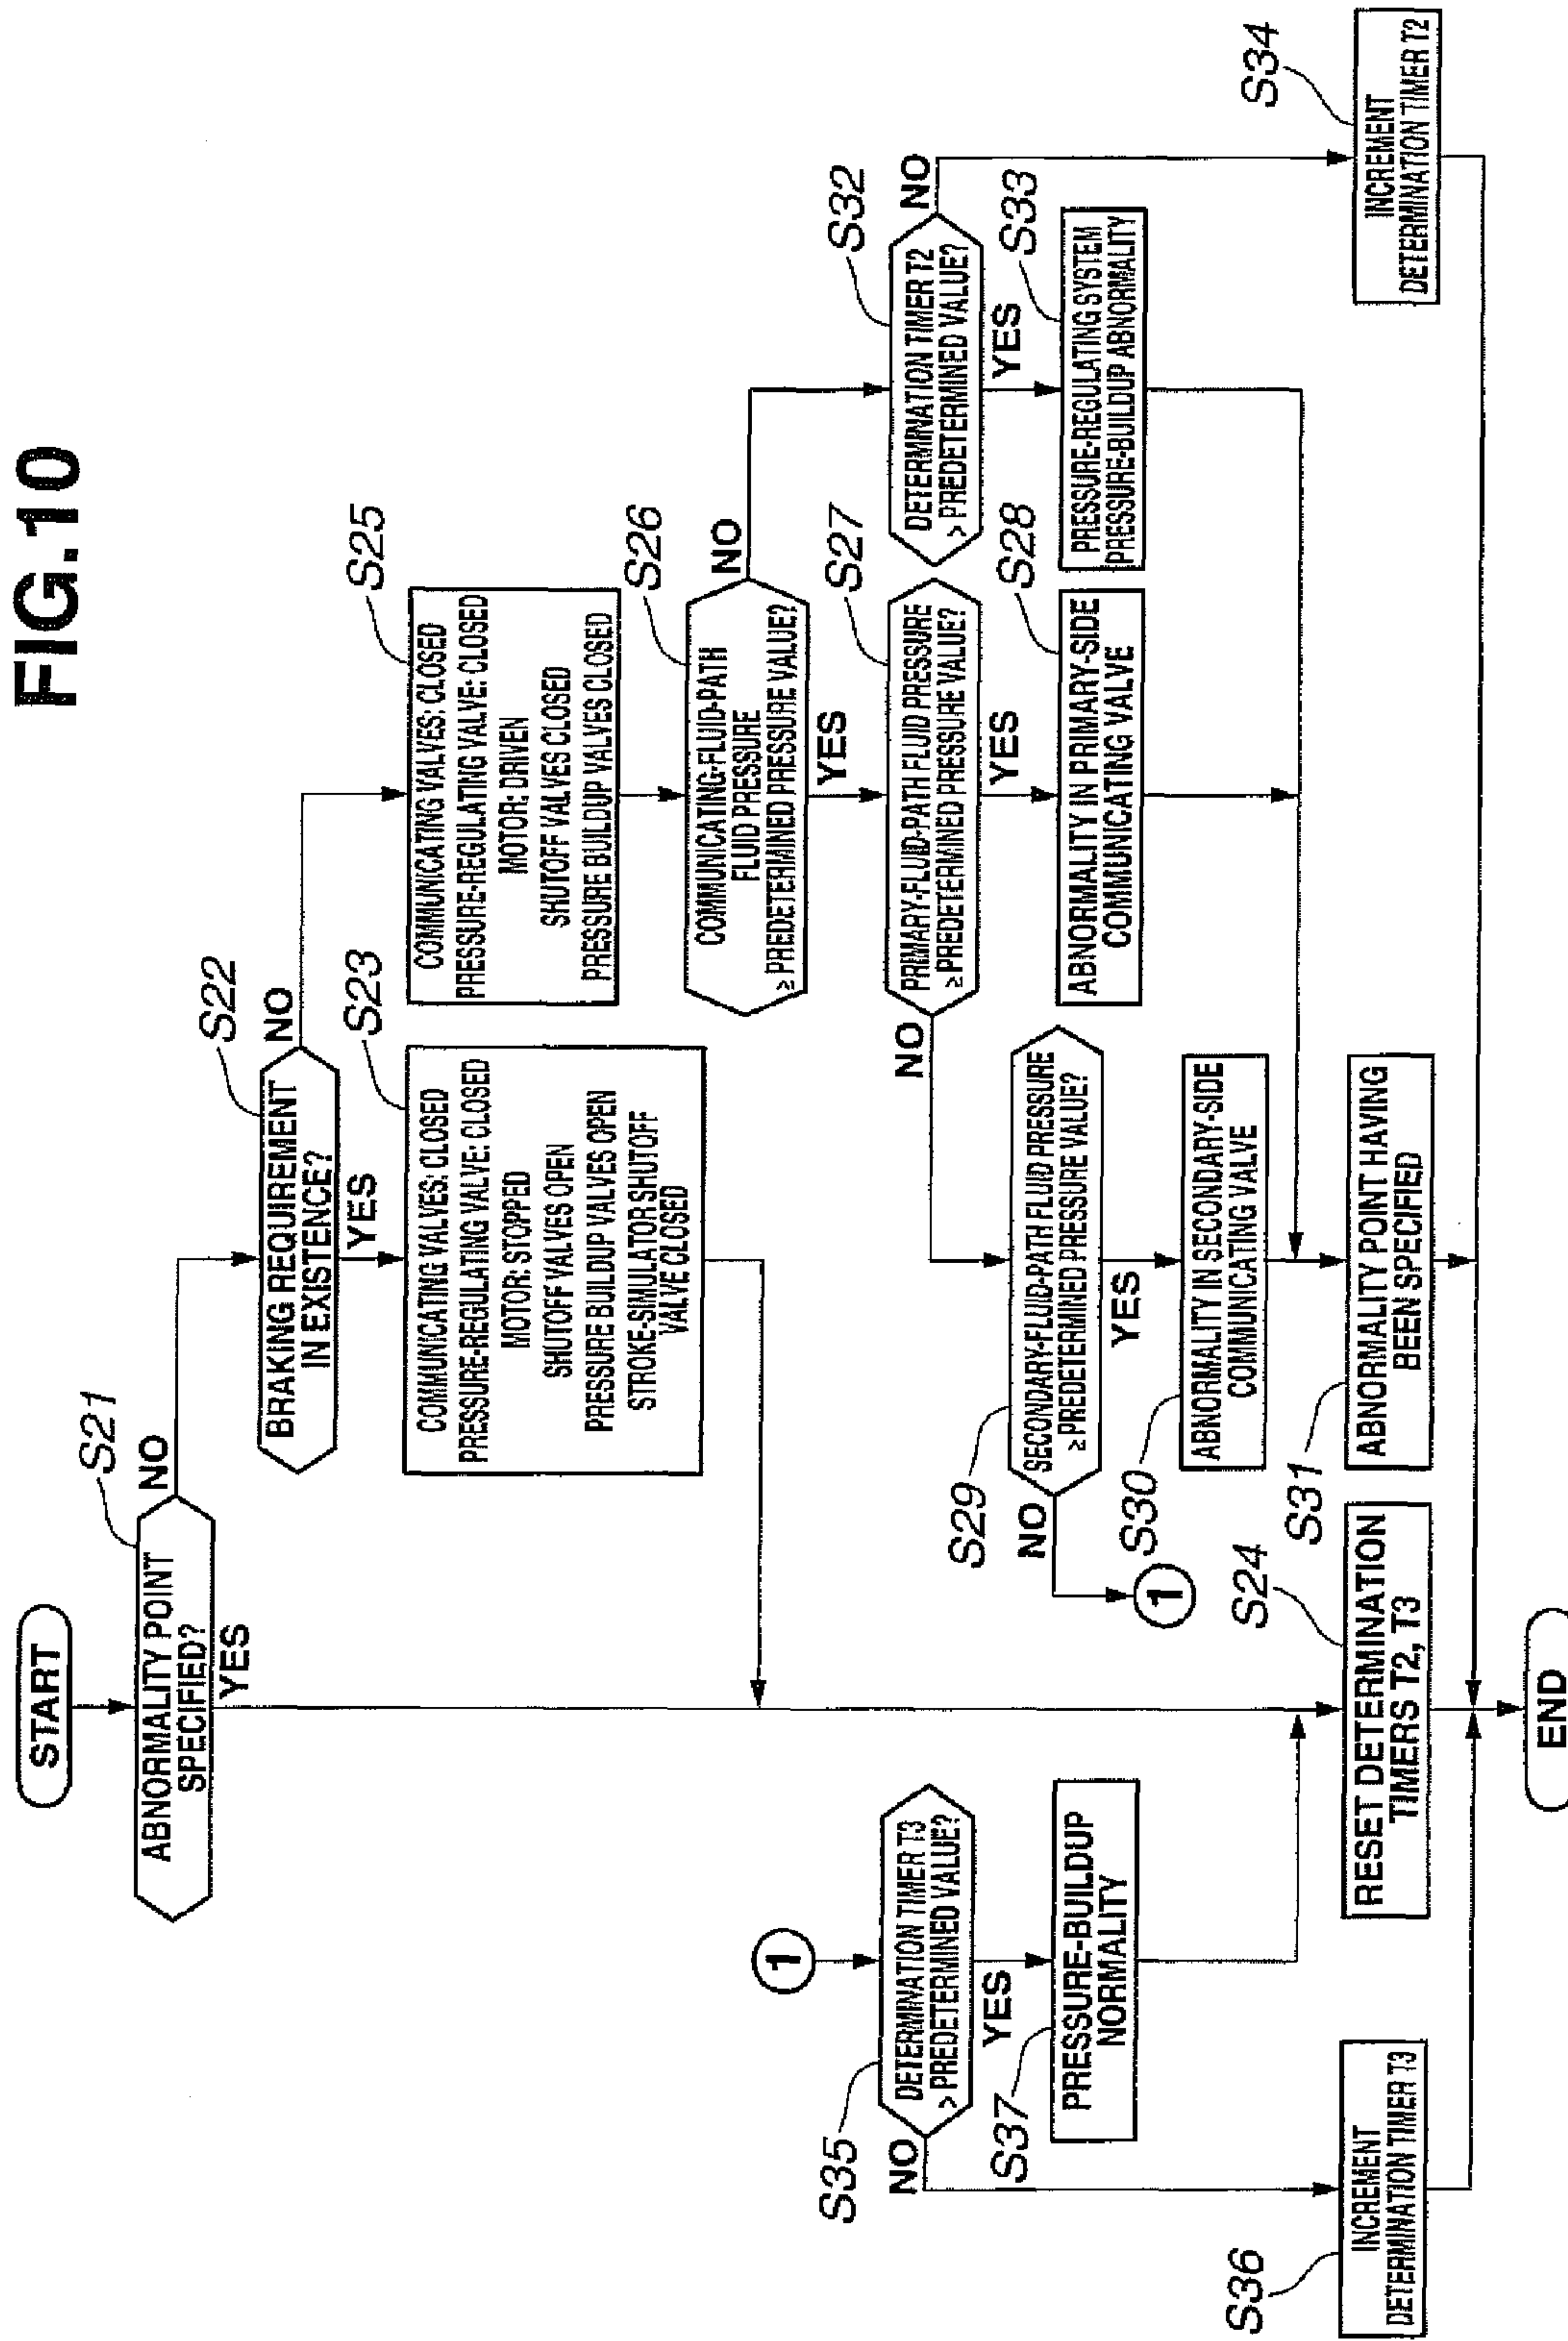 FIG.10
START
S21
ABNORMALITY POINT
SPECIFIED?
NO
YES
S22
BRAKING REQUIREMENT
IN EXISTENCE?
NO
YES
S23
COMMUNICATING VALVES: CLOSED
PRESSURE-REGULATING VALVE: CLOSED
MOTOR: STOPPED
SHUTOFF VALVES OPEN
PRESSURE BUILDUP VALVES OPEN
STROKE-SIMULATOR SHUTOFF
VALVE CLOSED
S25
COMMUNICATING VALVES: CLOSED
PRESSURE-REGULATING VALVE: CLOSED
MOTOR: DRIVEN
SHUTOFF VALVES CLOSED
PRESSURE BUILDUP VALVES CLOSED
S26
COMMUNICATING-FLUID-PATH
FLUID PRESSURE
≥ PREDETERMINED PRESSURE VALUE?
NO
YES
S27
PRIMARY-FLUID-PATH FLUID PRESSURE
≥ PREDETERMINED PRESSURE VALUE?
NO
YES
S28
ABNORMALITY IN PRIMARY-SIDE
COMMUNICATING VALVE
S32
DETERMINATION TIMER T2
> PREDETERMINED VALUE?
NO
YES
S33
PRESSURE-REGULATING SYSTEM
PRESSURE-BUILDUP ABNORMALITY
S34
INCREMENT
DETERMINATION TIMER T2
S29
SECONDARY-FLUID-PATH FLUID PRESSURE
≥ PREDETERMINED PRESSURE VALUE?
NO
YES
1
S30
ABNORMALITY IN SECONDARY-SIDE
COMMUNICATING VALVE
S31
ABNORMALITY POINT HAVING
BEEN SPECIFIED
1
S35
DETERMINATION TIMER T3
> PREDETERMINED VALUE?
NO
YES
S37
PRESSURE-BUILDUP
NORMALITY
S36
INCREMENT
DETERMINATION TIMER T3
S24
RESET DETERMINATION
TIMERS T2, T3
END